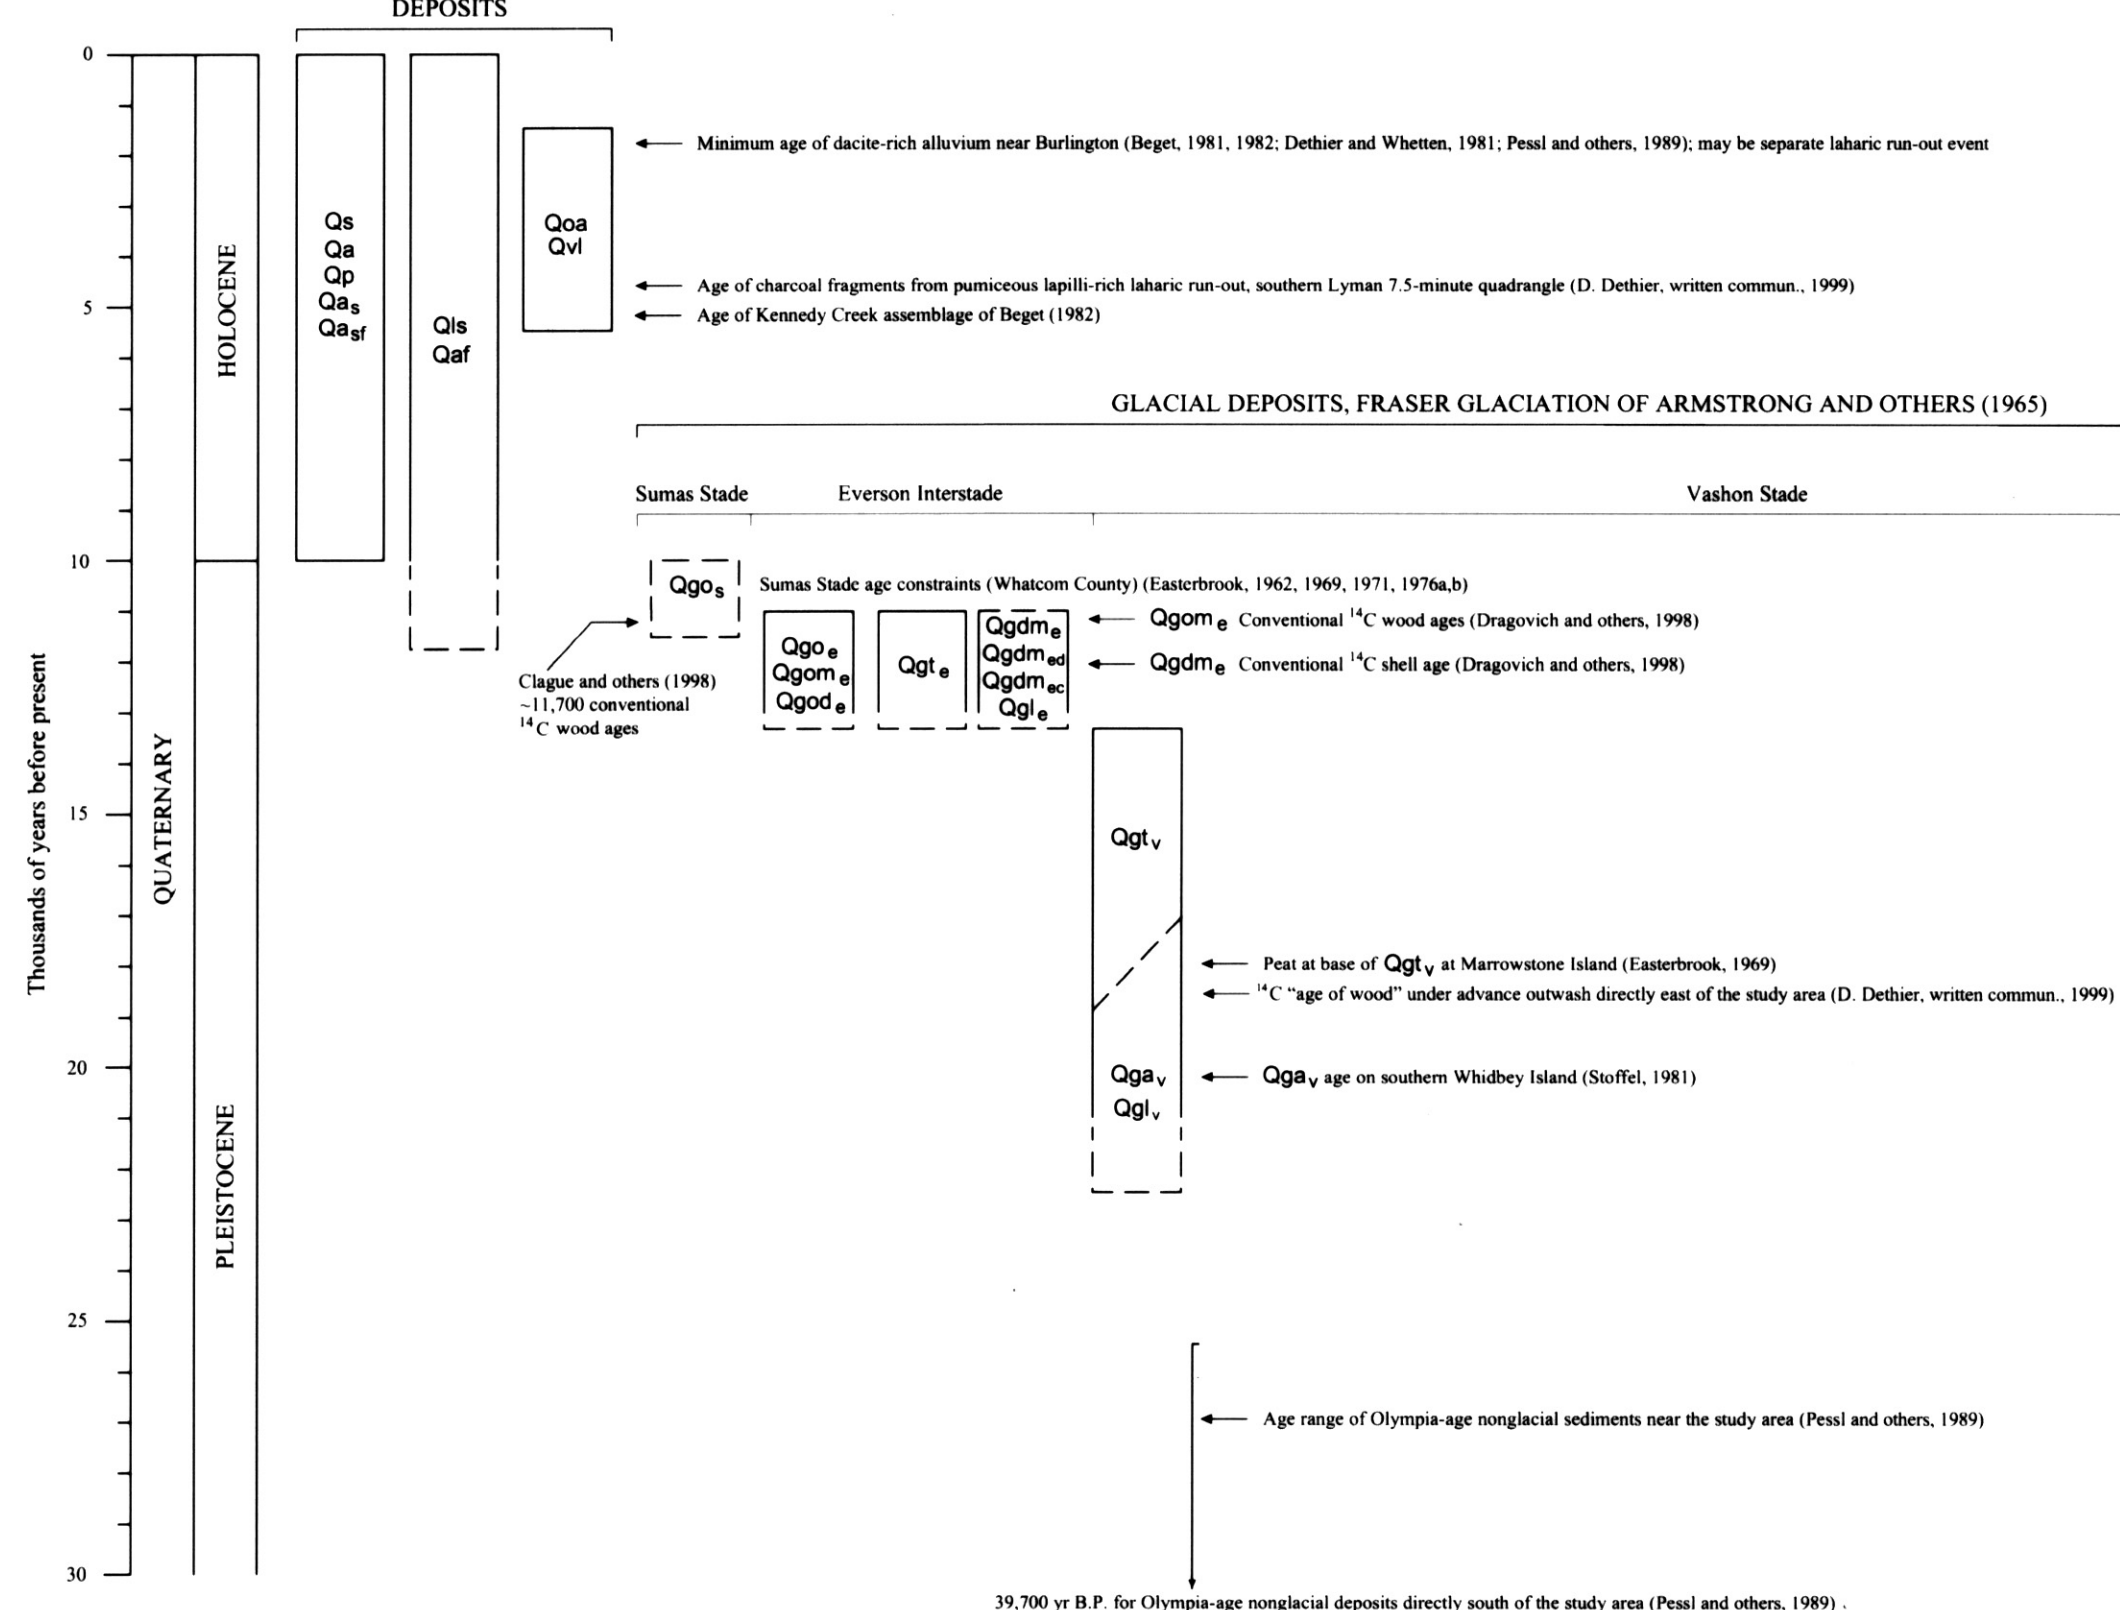 DEPOSITS
0
Minimum age of dacite-rich alluvium near Burlington (Beget, 1981, 1982; Dethier and Whetten, 1981; Pessl and others, 1989); may be separate laharic run-out event
Qs
Qa
Qp
Qas
Qasf
Qls
Qaf
Qoa
Qvl
HOLOCENE
Age of charcoal fragments from pumiceous lapilli-rich laharic run-out, southern Lyman 7.5-minute quadrangle (D. Dethier, written commun., 1999)
5
Age of Kennedy Creek assemblage of Beget (1982)
GLACIAL DEPOSITS, FRASER GLACIATION OF ARMSTRONG AND OTHERS (1965)
Sumas Stade
Everson Interstade
Vashon Stade
10
Qgos
Sumas Stade age constraints (Whatcom County) (Easterbrook, 1962, 1969, 1971, 1976a,b)
Qgoe
Qgome
Qgode
Qgte
Qgdme
Qgdmed
Qgdmec
Qgle
Qgome Conventional 14C wood ages (Dragovich and others, 1998)
Qgdme Conventional 14C shell age (Dragovich and others, 1998)
Clague and others (1998)
~11,700 conventional
14C wood ages
Thousands of years before present
QUATERNARY
15
Qgtv
Peat at base of Qgtv at Marrowstone Island (Easterbrook, 1969)
14C “age of wood” under advance outwash directly east of the study area (D. Dethier, written commun., 1999)
20
Qgav
Qglv
Qgav age on southern Whidbey Island (Stoffel, 1981)
PLEISTOCENE
25
Age range of Olympia-age nonglacial sediments near the study area (Pessl and others, 1989)
30
39,700 yr B.P. for Olympia-age nonglacial deposits directly south of the study area (Pessl and others, 1989)